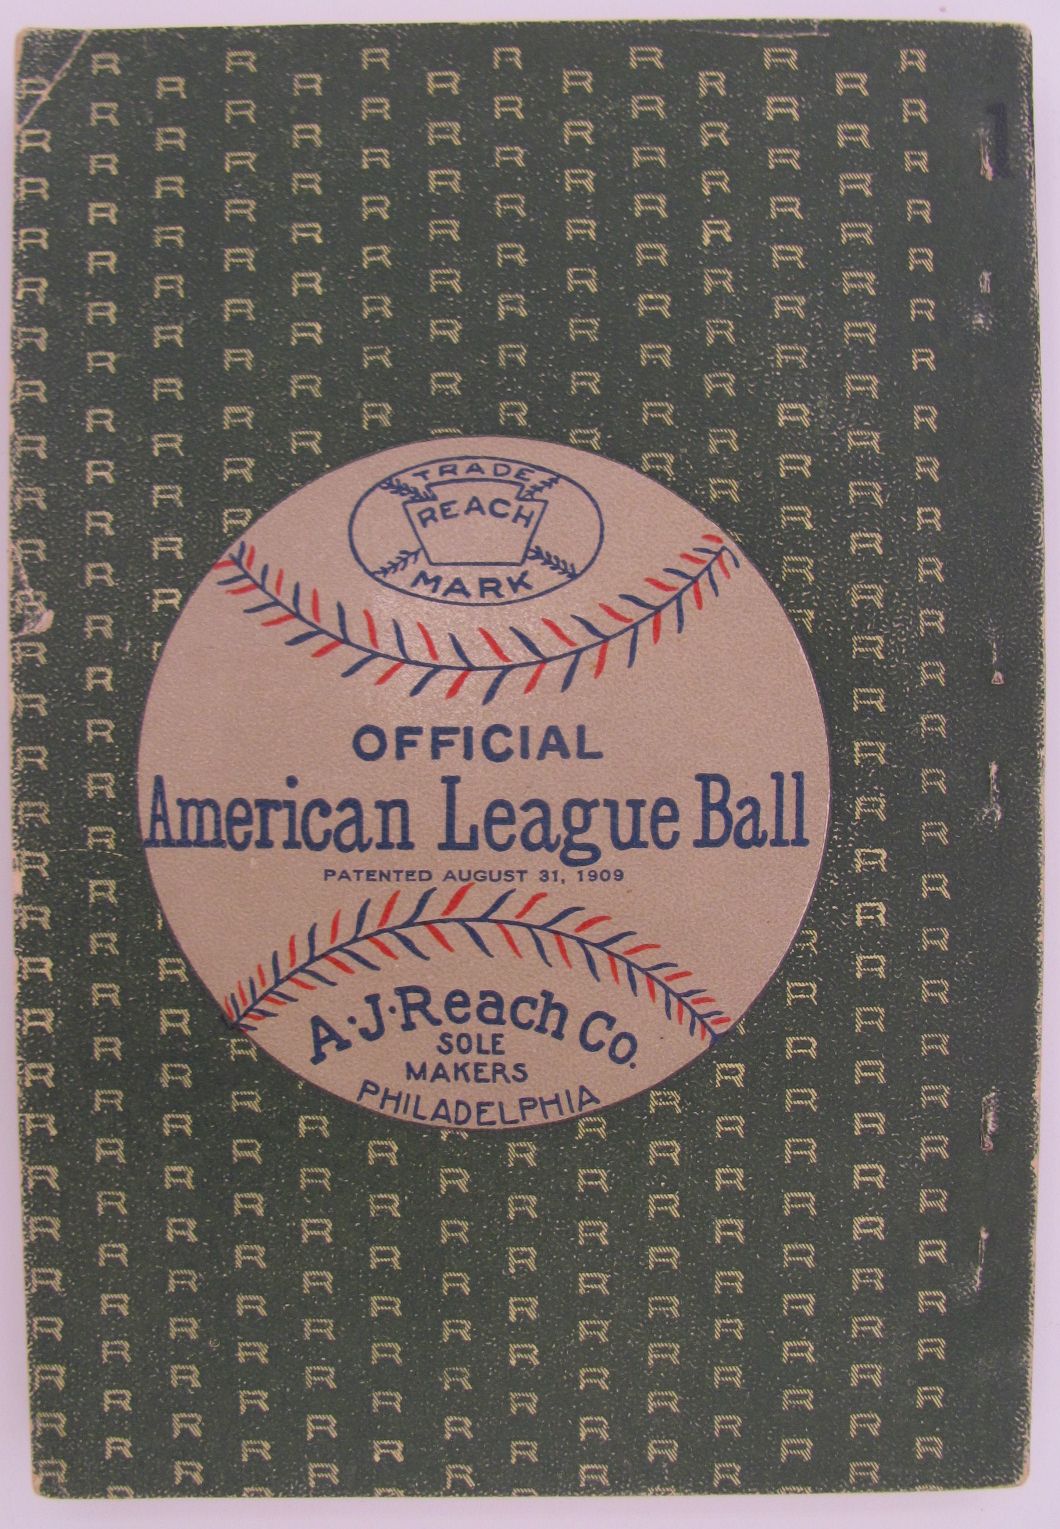 TRADE
REACH
MARK
OFFICIAL
American League Ball
PATENTED AUGUST 31, 1909
A·J·Reach Co.
SOLE
MAKERS
PHILADELPHIA